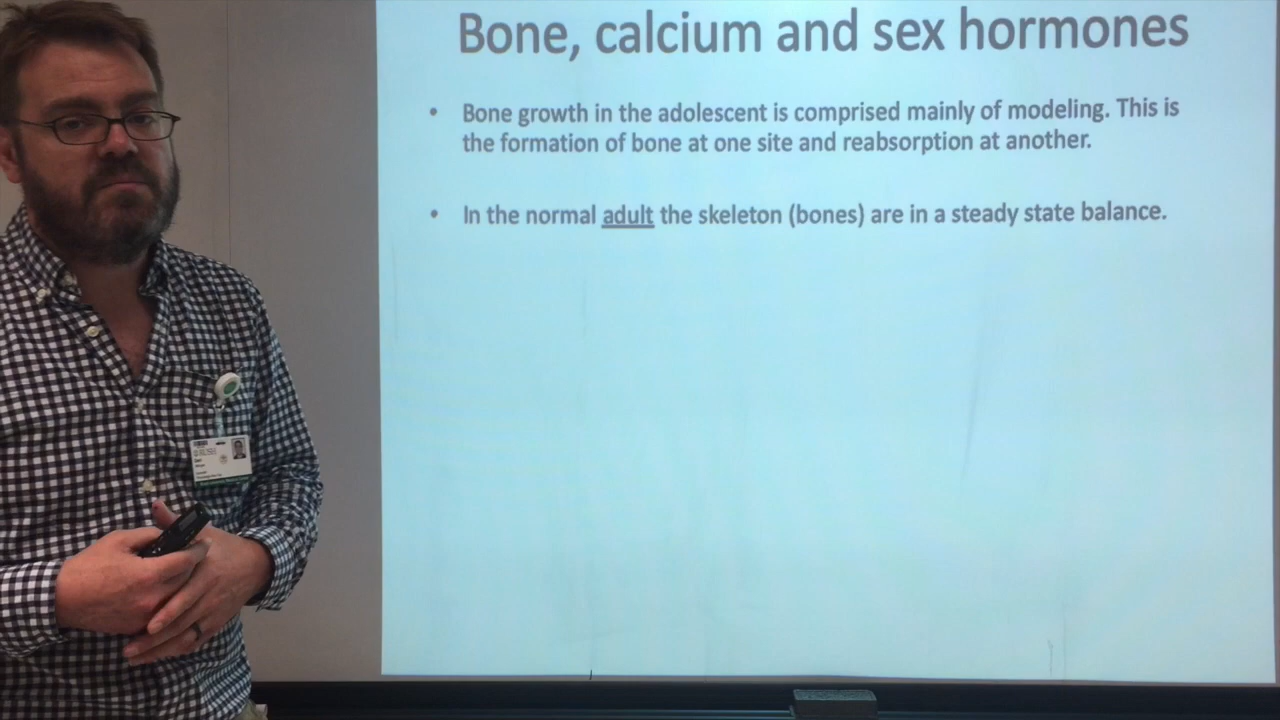 Bone, calcium and sex hormones
• Bone growth in the adolescent is comprised mainly of modeling. This is
the formation of bone at one site and reabsorption at another.
• In the normal adult the skeleton (bones) are in a steady state balance.